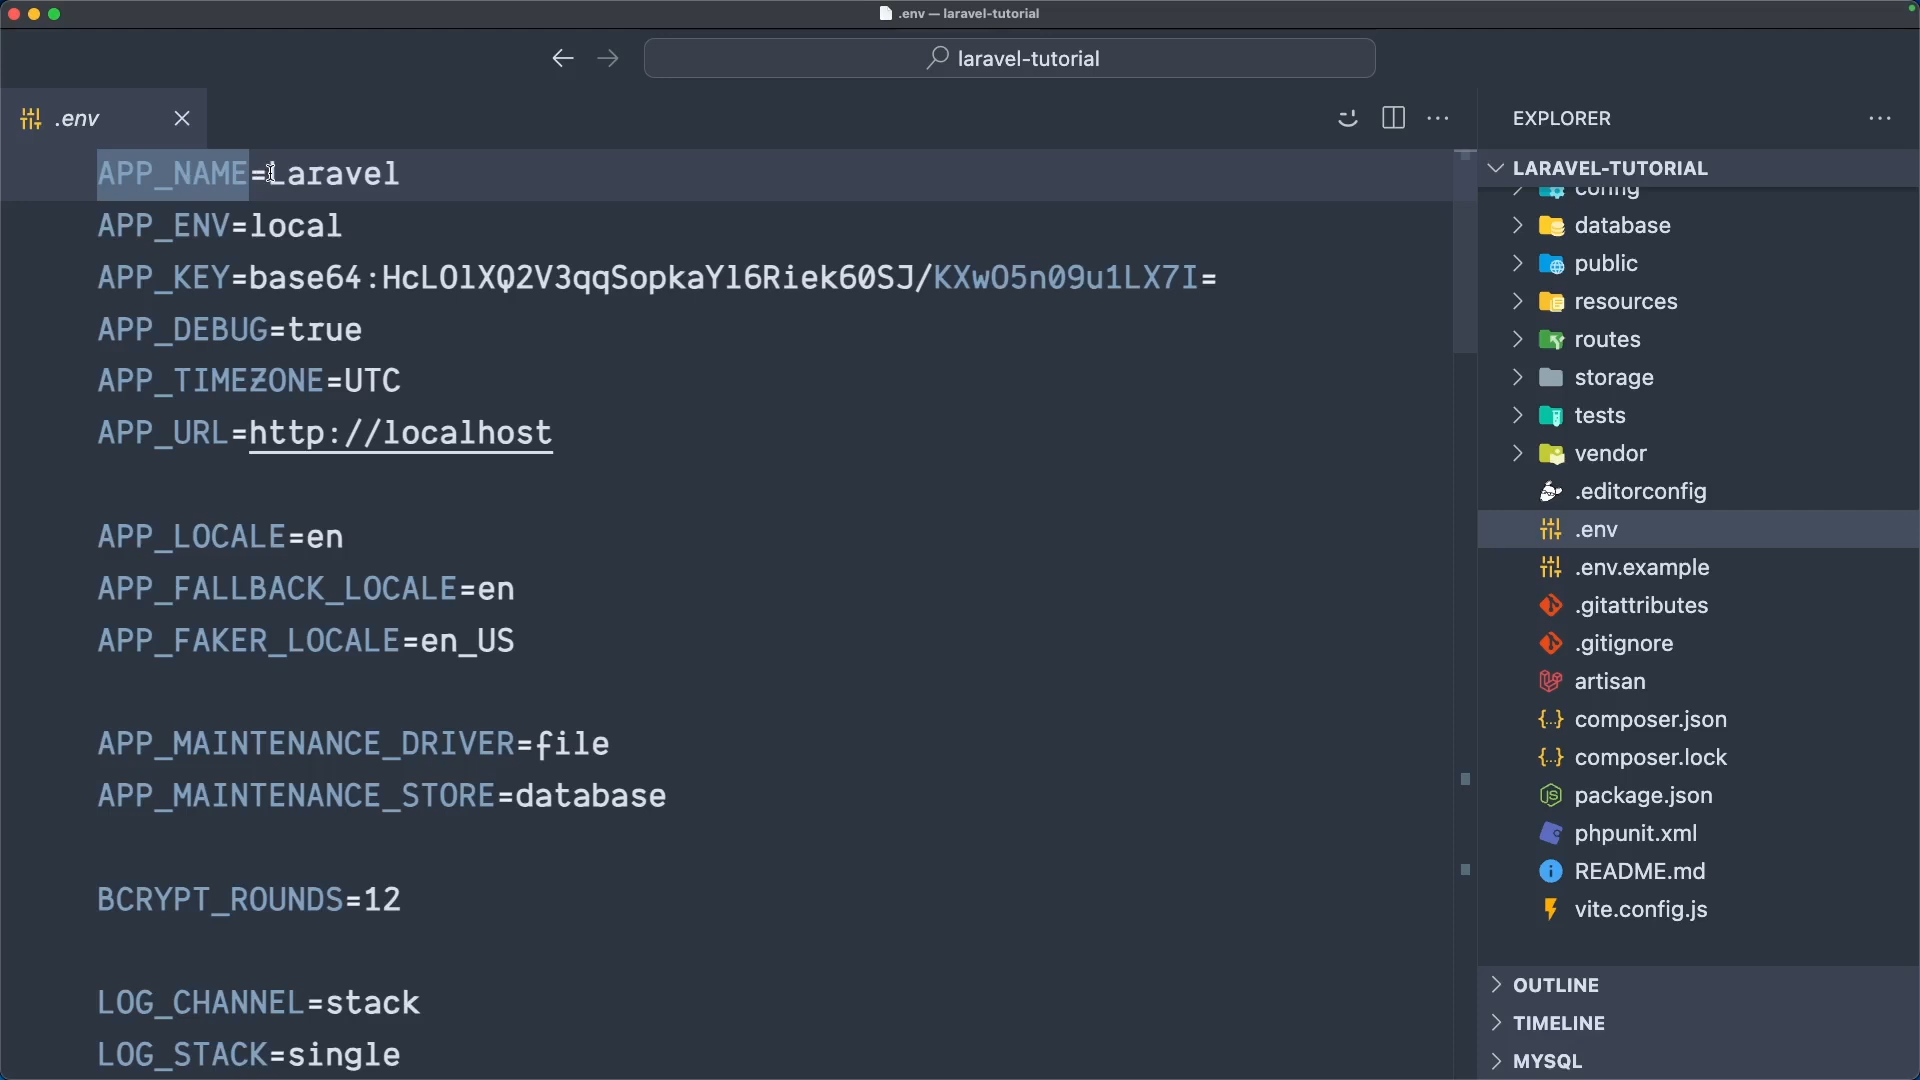 .env — laravel-tutorial
laravel-tutorial
.env
APP_NAME=Laravel
APP_ENV=local
APP_KEY=base64:HcLOlXQ2V3qqSopkaYl6Riek60SJ/KXwO5n09u1LX7I=
APP_DEBUG=true
APP_TIMEZONE=UTC
APP_URL=http://localhost
APP_LOCALE=en
APP_FALLBACK_LOCALE=en
APP_FAKER_LOCALE=en_US
APP_MAINTENANCE_DRIVER=file
APP_MAINTENANCE_STORE=database
BCRYPT_ROUNDS=12
LOG_CHANNEL=stack
LOG_STACK=single
EXPLORER
LARAVEL-TUTORIAL
config
database
public
resources
routes
storage
tests
vendor
.editorconfig
.env
.env.example
.gitattributes
.gitignore
artisan
composer.json
composer.lock
package.json
phpunit.xml
README.md
vite.config.js
OUTLINE
TIMELINE
MYSQL